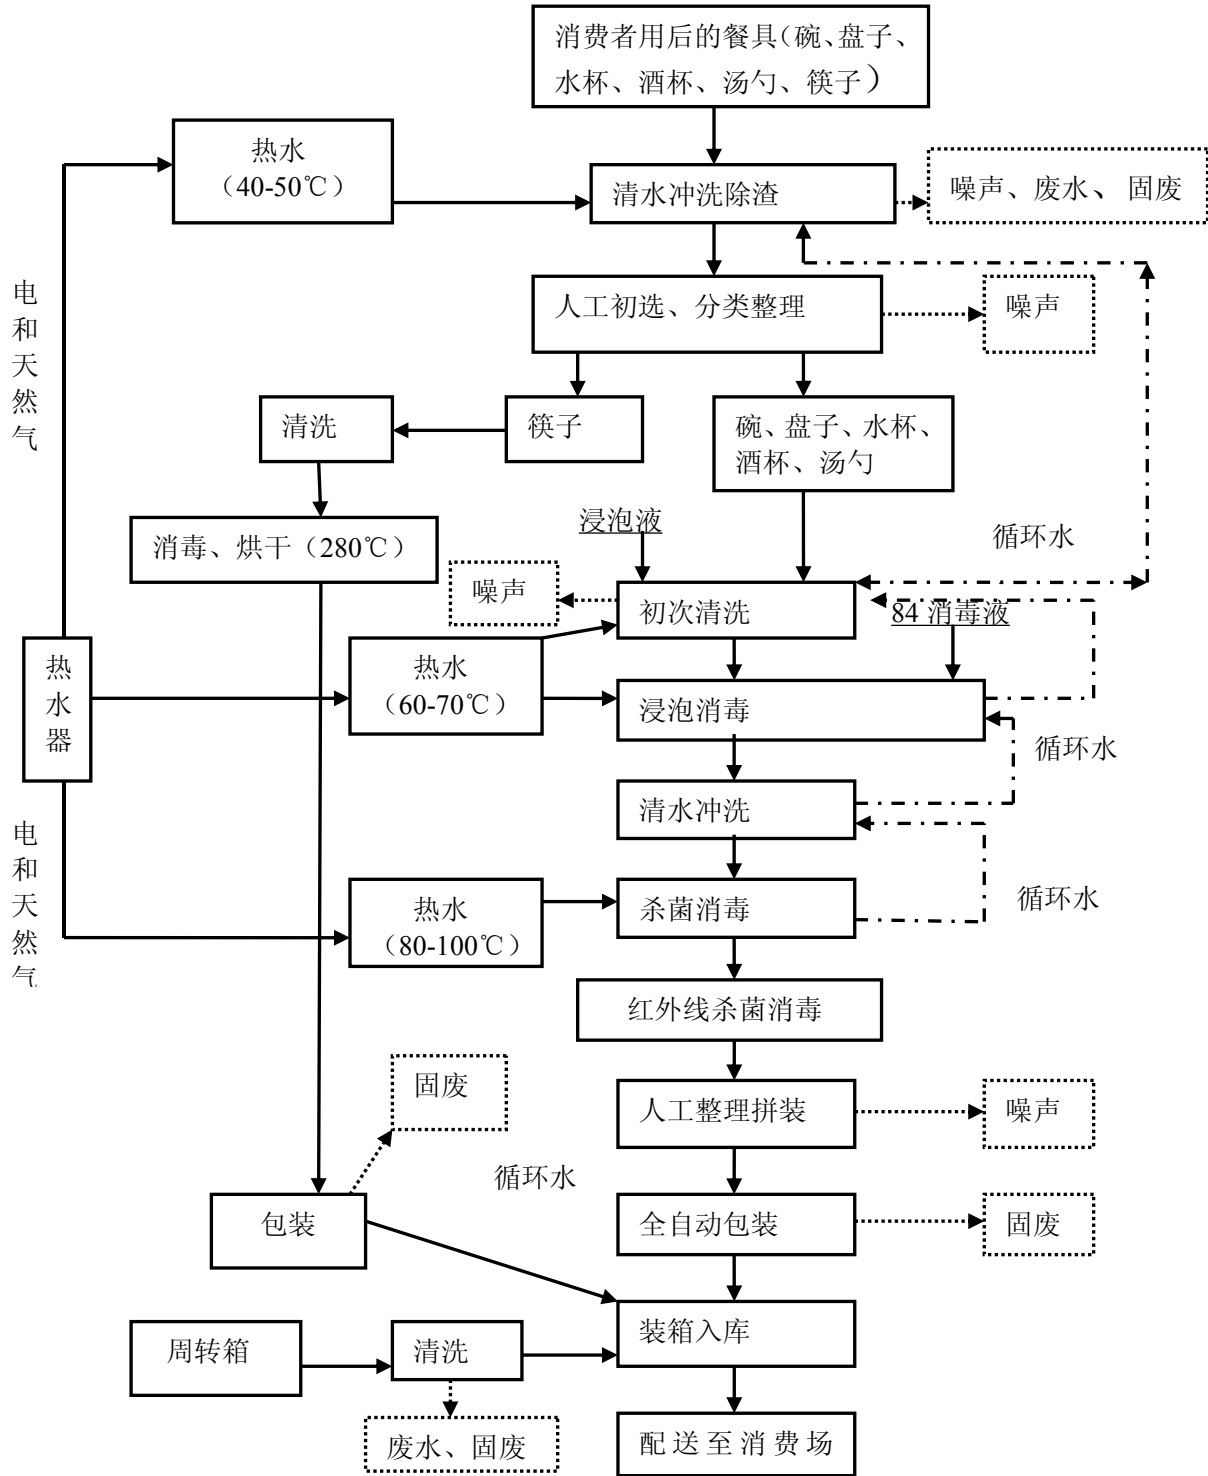 消费者用后的餐具(碗、盘子、
水杯、酒杯、汤勺、筷子）
热水
（40-50℃）
清水冲洗除渣
噪声、废水、固废
电和天然气
人工初选、分类整理
噪声
清洗
筷子
碗、盘子、水杯、
酒杯、汤勺
消毒、烘干（280℃）
浸泡液
循环水
噪声
初次清洗
84 消毒液
热水器
热水
(60-70℃)
浸泡消毒
循环水
清水冲洗
电和天然气
热水
(80-100℃)
杀菌消毒
循环水
红外线杀菌消毒
固废
人工整理拼装
噪声
循环水
包装
全自动包装
固废
周转箱
清洗
装箱入库
废水、固废
配送至消费场